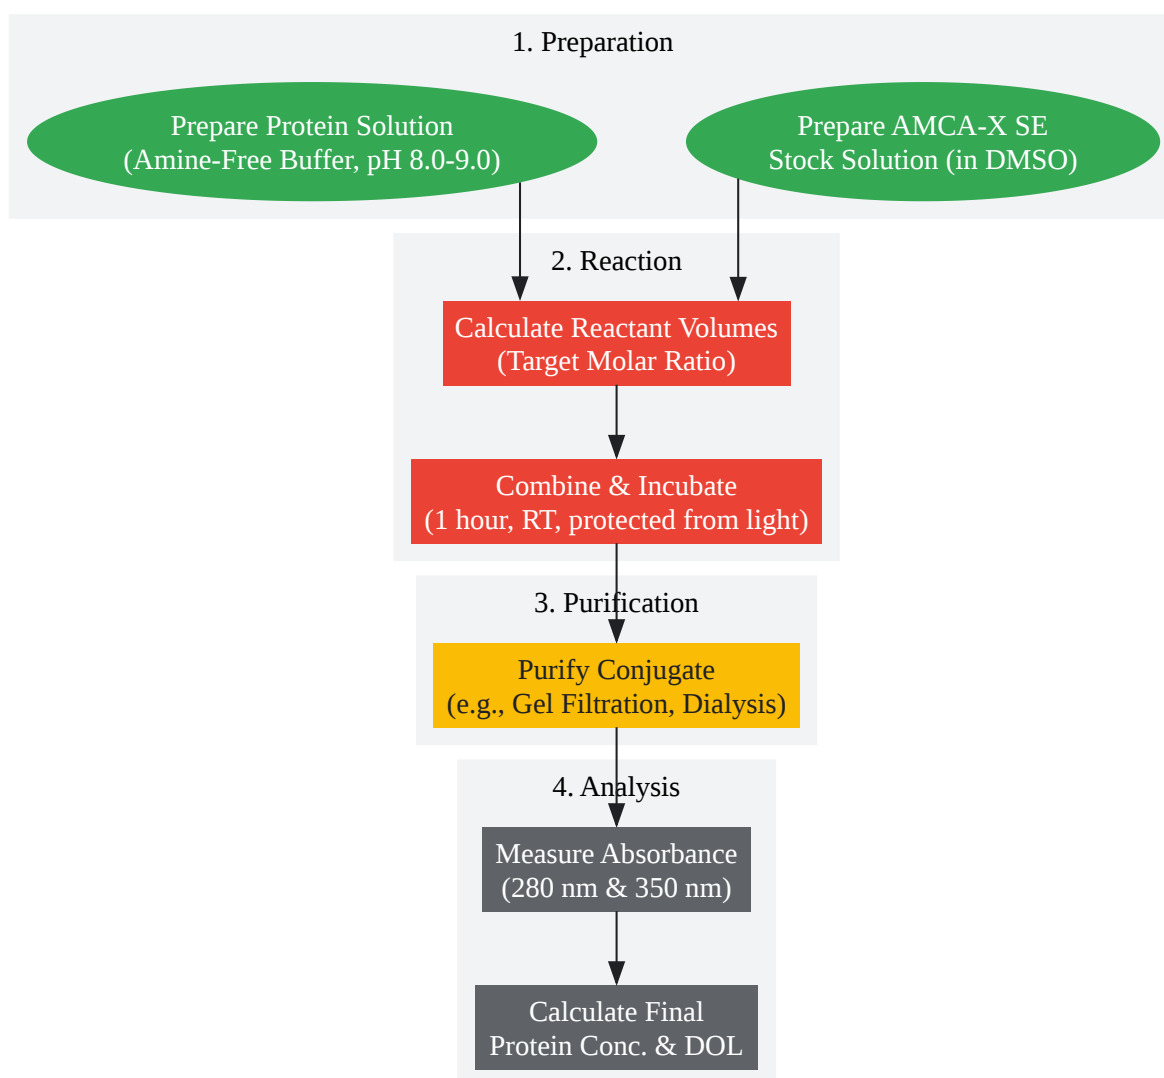 1. Preparation
Prepare Protein Solution
(Amine-Free Buffer, pH 8.0-9.0)
Prepare AMCA-X SE
Stock Solution (in DMSO)
2. Reaction
Calculate Reactant Volumes
(Target Molar Ratio)
Combine & Incubate
(1 hour, RT, protected from light)
3. Purification
Purify Conjugate
(e.g., Gel Filtration, Dialysis)
4. Analysis
Measure Absorbance
(280 nm & 350 nm)
Calculate Final
Protein Conc. & DOL